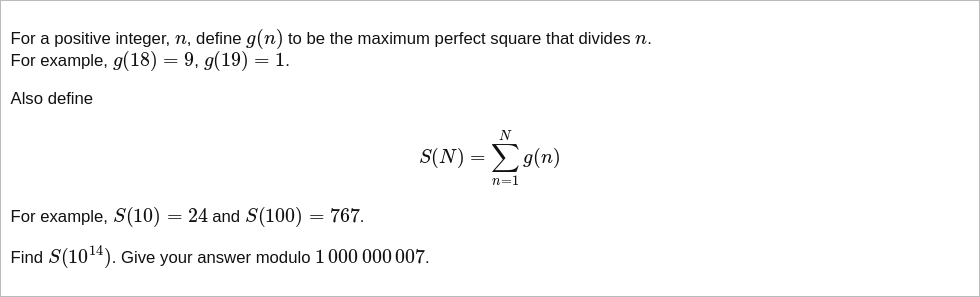 For a positive integer, n, define g(n) to be the maximum perfect square that divides n.
For example, g(18) = 9, g(19) = 1.
Also define
S(N) = ∑_{n=1}^{N} g(n)
For example, S(10) = 24 and S(100) = 767.
Find S(10^{14}). Give your answer modulo 1 000 000 007.